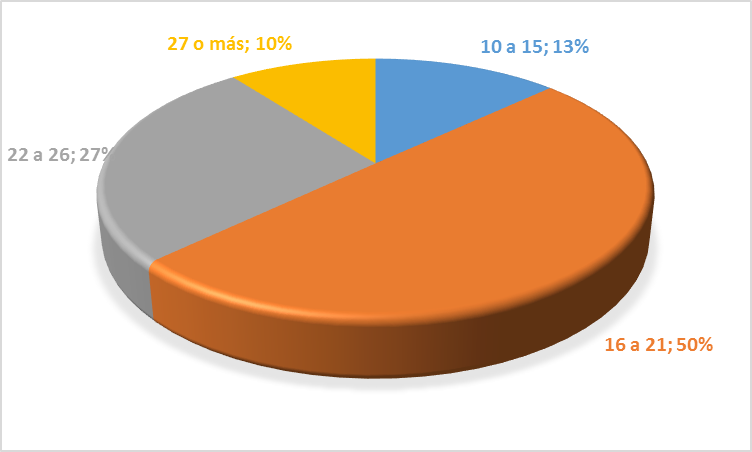 27 o más; 10%
10 a 15; 13%
22 a 26; 27%
16 a 21; 50%